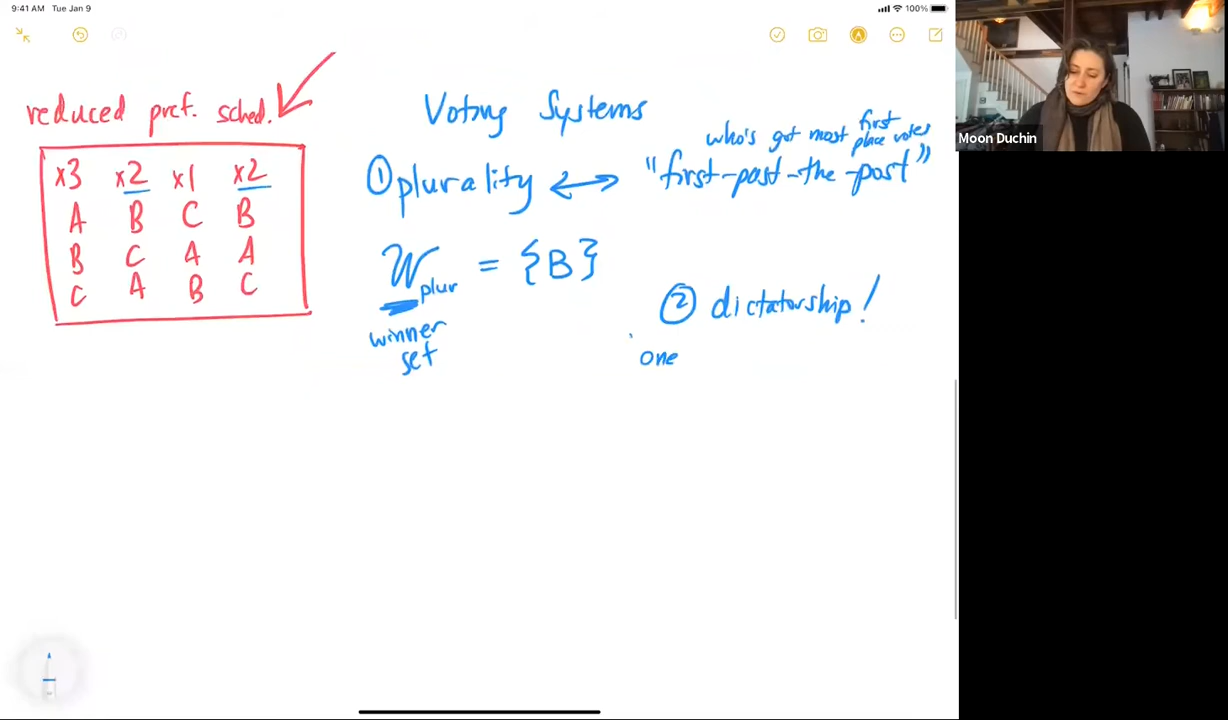 9:41 AM Tue Jan 9
100%
Moon Duchin
reduced pref. sched.
x3 x2 x1 x2
A B C B
B C A A
C A B C
Voting Systems
who's got most first place votes
① plurality ↔ "first-past-the-post"
W plur = {B}
winner
set
② dictatorship!
one